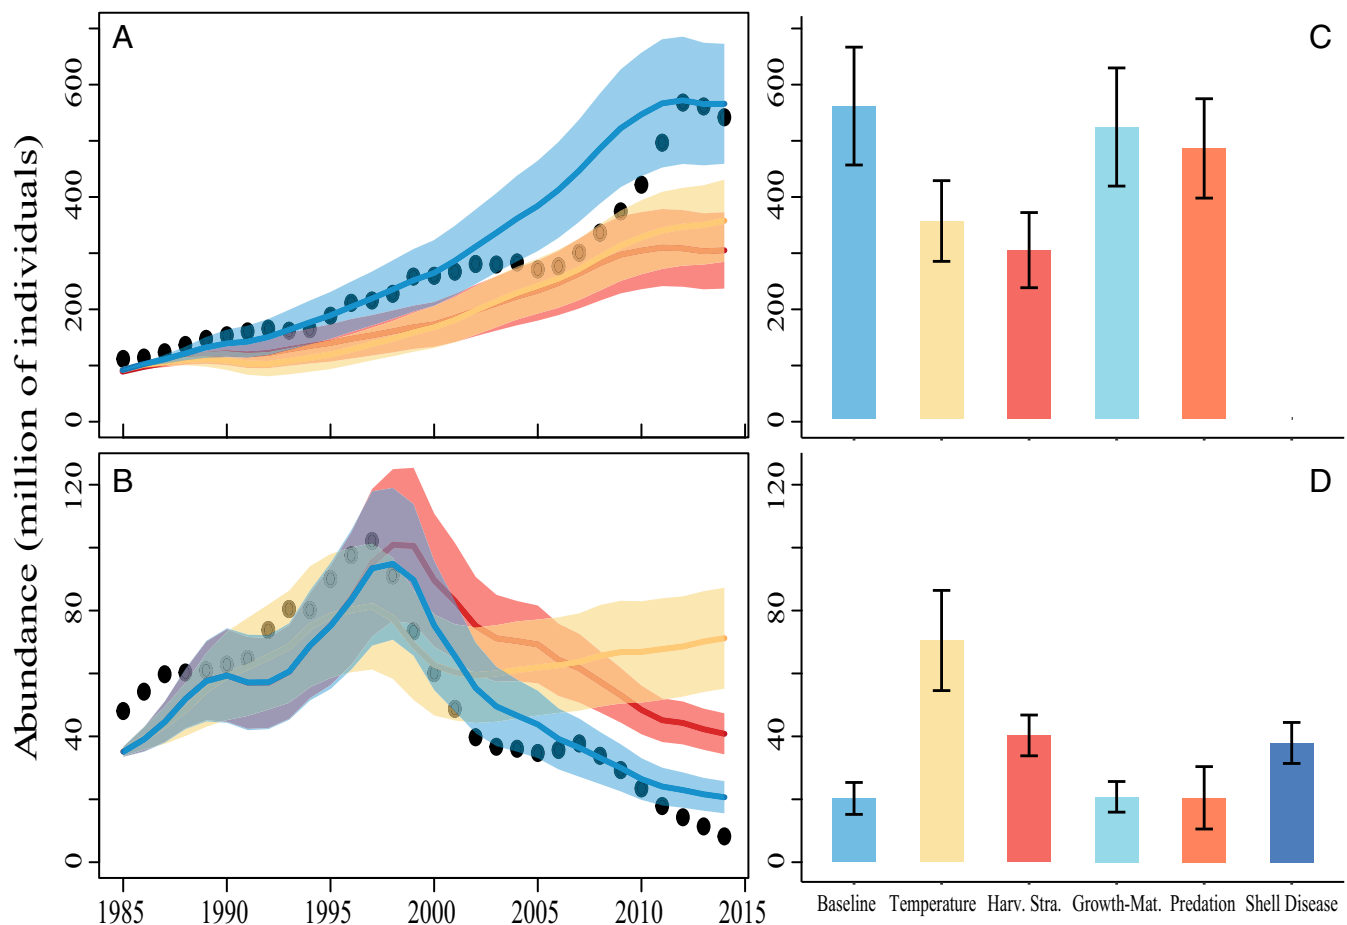 Abundance (million of individuals)
A
0
200
400
600
B
0
40
80
120
1985 1990 1995 2000 2005 2010 2015
C
0
200
400
600
D
0
40
80
120
Baseline Temperature Harv. Stra. Growth-Mat. Predation Shell Disease